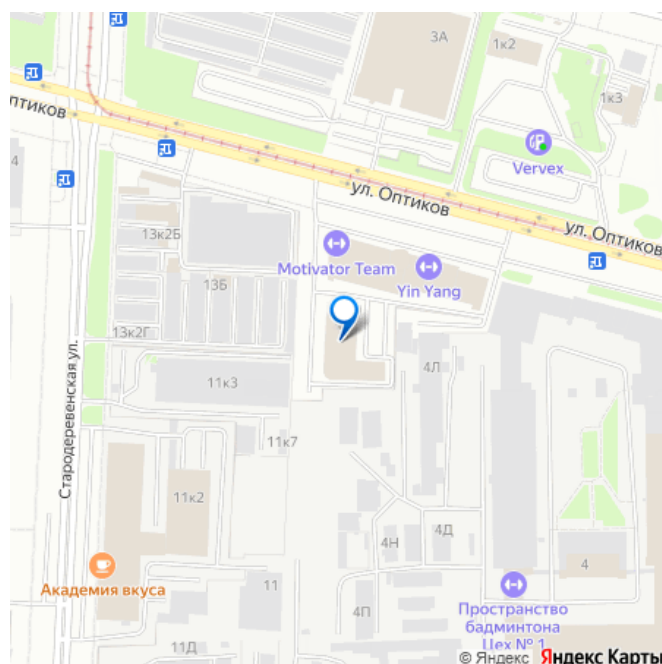 3А
1к2
1к3
птиков
Vervex
4
ул. Оптиков
ул. Оптиков
13к2Б
Motivator Team
13Б
Yin Yang
13к2Г
Стародеревенская ул.
11к3
4Л
11к7
11к2
4Д
4Н
Академия вкуса
11
4
4П
Пространство
бадминтона
Цех № 1
11Д
© Яндекс Яндекс Карты